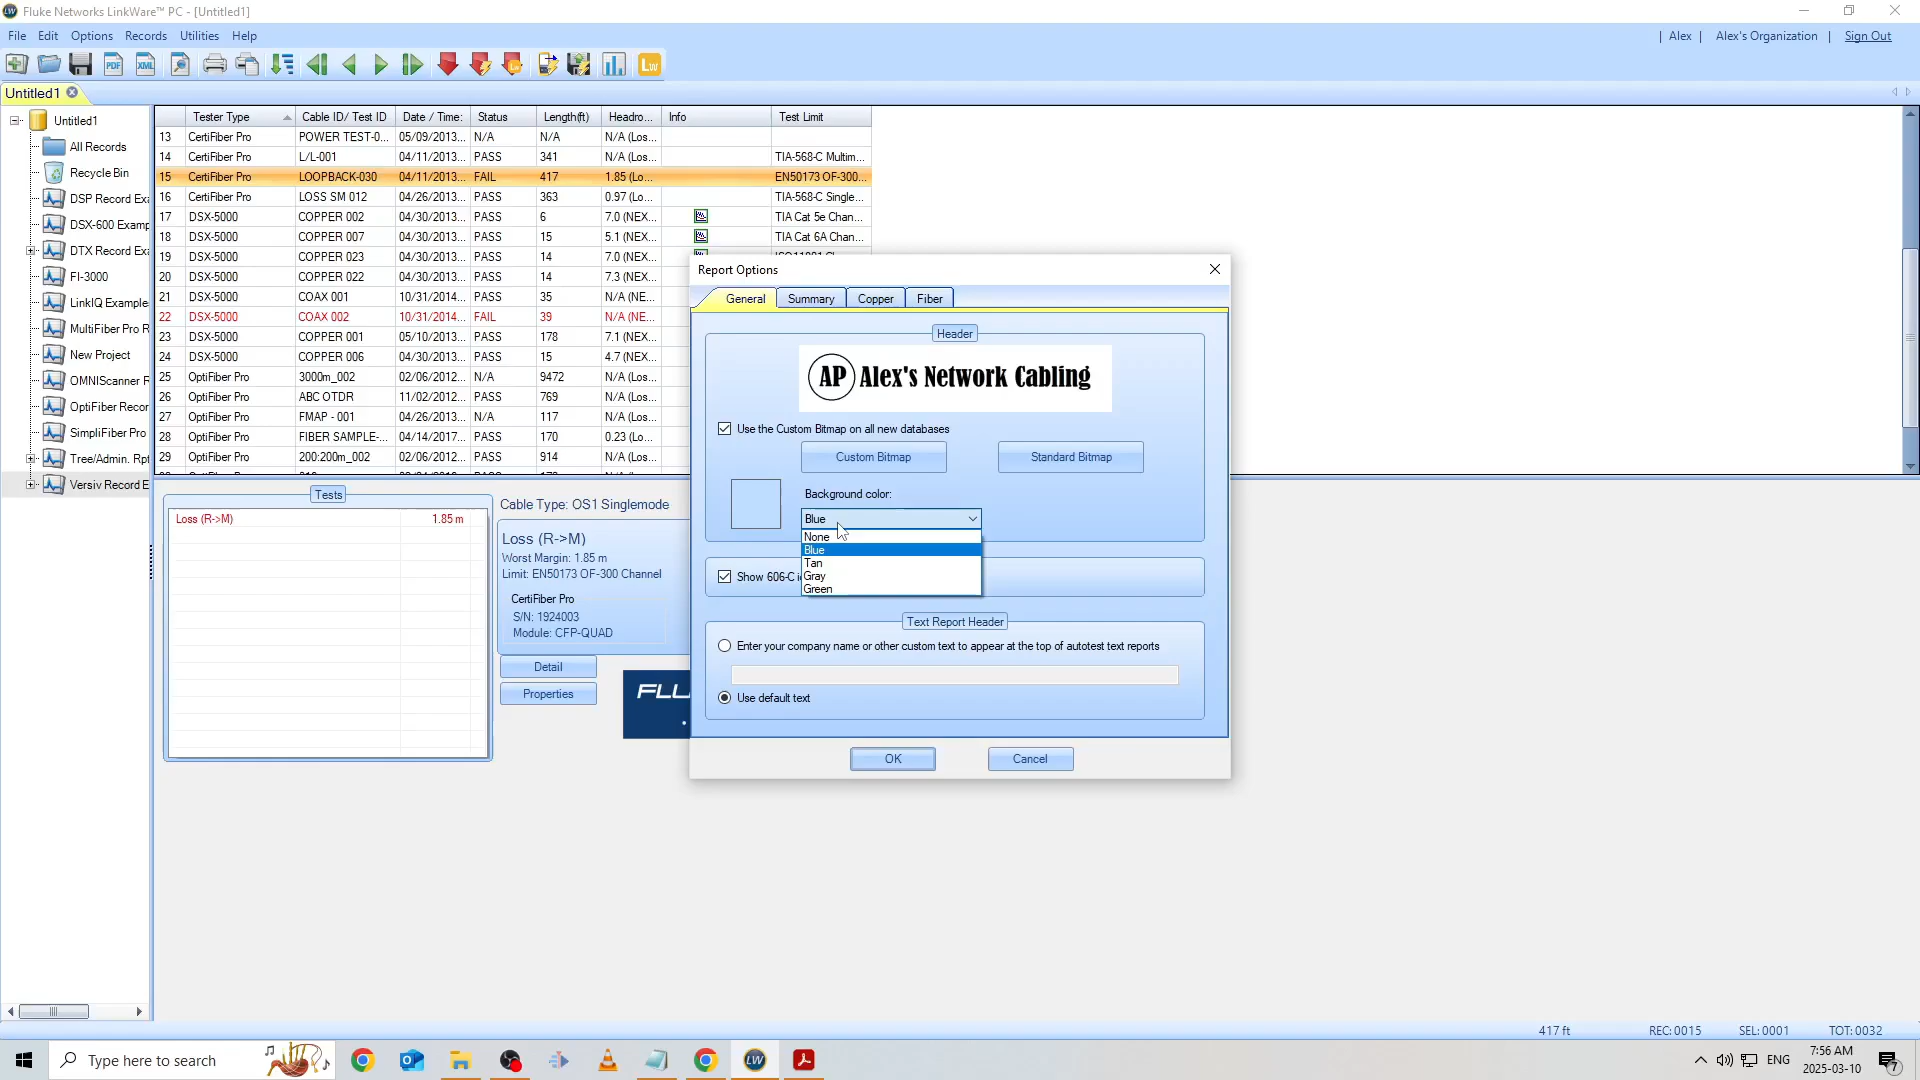 Fluke Networks LinkWare™ PC - [Untitled1]
File Edit Options Records Utilities Help
| Alex | Alex's Organization | Sign Out
PDF XML Lw
Untitled1
Untitled1
All Records
Recycle Bin
DSP Record Exa
DSX-600 Examp
DTX Record Exa
FI-3000
LinkIQ Examples
MultiFiber Pro R
New Project
OMNIScanner R
OptiFiber Recor
SimpliFiber Pro
Tree/Admin. Rpt
Versiv Record E
Tester Type Cable ID/ Test ID Date / Time: Status Length(ft) Headro... Info Test Limit
13 CertiFiber Pro POWER TEST-0... 05/09/2013... N/A N/A N/A (Los...
14 CertiFiber Pro L/L-001 04/11/2013... PASS 341 N/A (Los... TIA-568-C Multim...
15 CertiFiber Pro LOOPBACK-030 04/11/2013... FAIL 417 1.85 (Lo... EN50173 OF-300...
16 CertiFiber Pro LOSS SM 012 04/26/2013... PASS 363 0.97 (Lo... TIA-568-C Single...
17 DSX-5000 COPPER 002 04/30/2013... PASS 6 7.0 (NEX... TIA Cat 5e Chan...
18 DSX-5000 COPPER 007 04/30/2013... PASS 15 5.1 (NEX... TIA Cat 6A Chan...
19 DSX-5000 COPPER 023 04/30/2013... PASS 14 7.0 (NEX...
20 DSX-5000 COPPER 022 04/30/2013... PASS 14 7.3 (NEX...
21 DSX-5000 COAX 001 10/31/2014... PASS 35 N/A (NE...
22 DSX-5000 COAX 002 10/31/2014... FAIL 39 N/A (NE...
23 DSX-5000 COPPER 001 05/10/2013... PASS 178 7.1 (NEX...
24 DSX-5000 COPPER 006 04/30/2013... PASS 15 4.7 (NEX...
25 OptiFiber Pro 3000m_002 02/06/2012... N/A 9472 N/A (Los...
26 OptiFiber Pro ABC OTDR 11/02/2012... PASS 769 N/A (Los...
27 OptiFiber Pro FMAP - 001 04/26/2013... N/A 117 N/A (Los...
28 OptiFiber Pro FIBER SAMPLE-... 04/14/2017... PASS 170 0.23 (Lo...
29 OptiFiber Pro 200:200m_002 02/06/2012... PASS 914 N/A (Los...
Tests
Loss (R->M) 1.85 m
Cable Type: OS1 Singlemode
Loss (R->M)
Worst Margin: 1.85 m
Limit: EN50173 OF-300 Channel
CertiFiber Pro
S/N: 1924003
Module: CFP-QUAD
Detail
Properties
FLU
Report Options
General Summary Copper Fiber
Header
AP Alex's Network Cabling
Use the Custom Bitmap on all new databases
Custom Bitmap Standard Bitmap
Background color:
Blue
None
Blue
Tan
Gray
Green
Show 606-C i
Text Report Header
Enter your company name or other custom text to appear at the top of autotest text reports
Use default text
OK Cancel
417 ft REC: 0015 SEL: 0001 TOT: 0032
Type here to search
LW
ENG
7:56 AM
2025-03-10
7